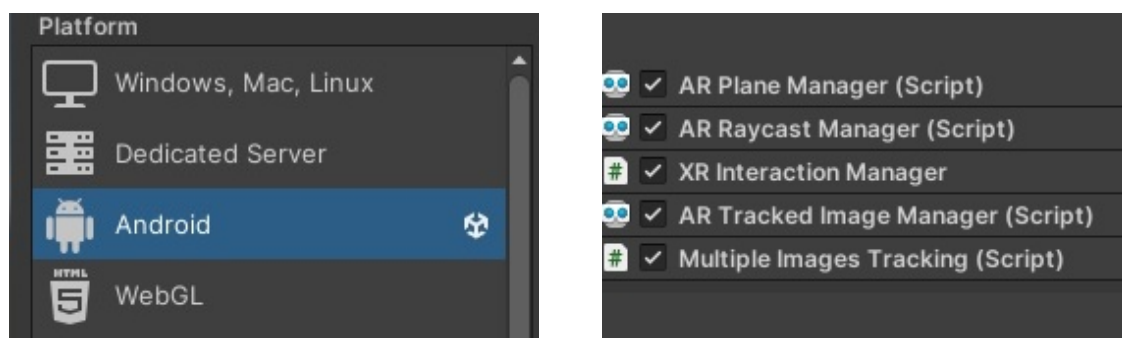 Platform
Windows, Mac, Linux
Dedicated Server
Android
HTML
5
WebGL
AR Plane Manager (Script)
AR Raycast Manager (Script)
# XR Interaction Manager
AR Tracked Image Manager (Script)
# Multiple Images Tracking (Script)